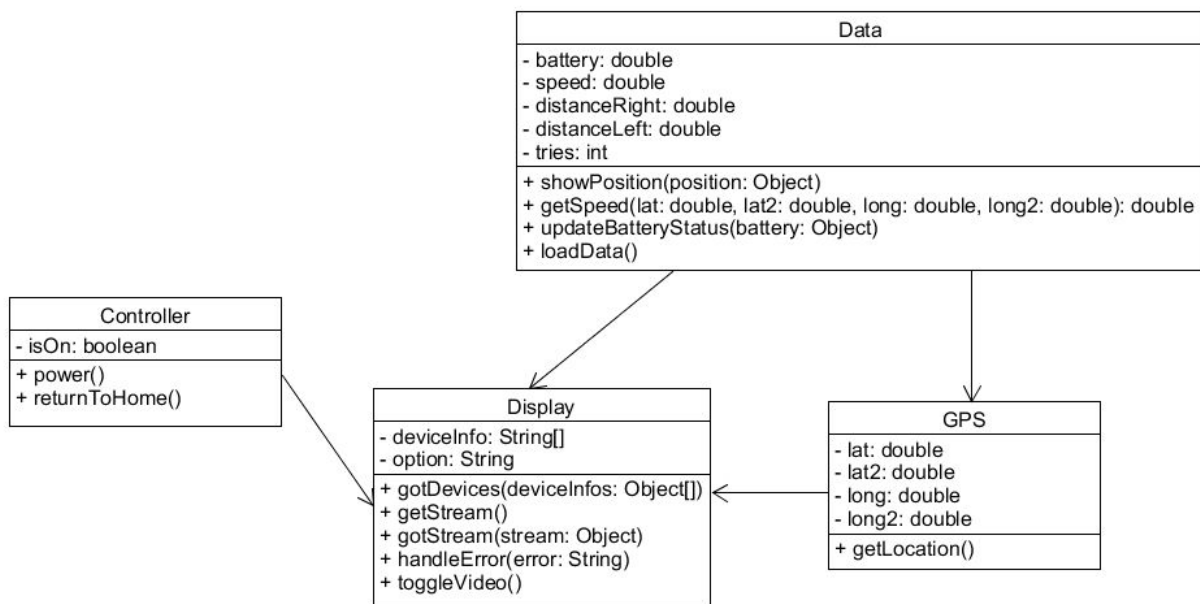 Data
- battery: double
- speed: double
- distanceRight: double
- distanceLeft: double
- tries: int
+ showPosition(position: Object)
+ getSpeed(lat: double, lat2: double, long: double, long2: double): double
+ updateBatteryStatus(battery: Object)
+ loadData()
Controller
- isOn: boolean
+ power()
+ returnToHome()
Display
- deviceInfo: String[]
- option: String
+ gotDevices(deviceInfos: Object[])
+ getStream()
+ gotStream(stream: Object)
+ handleError(error: String)
+ toggleVideo()
GPS
- lat: double
- lat2: double
- long: double
- long2: double
+ getLocation()